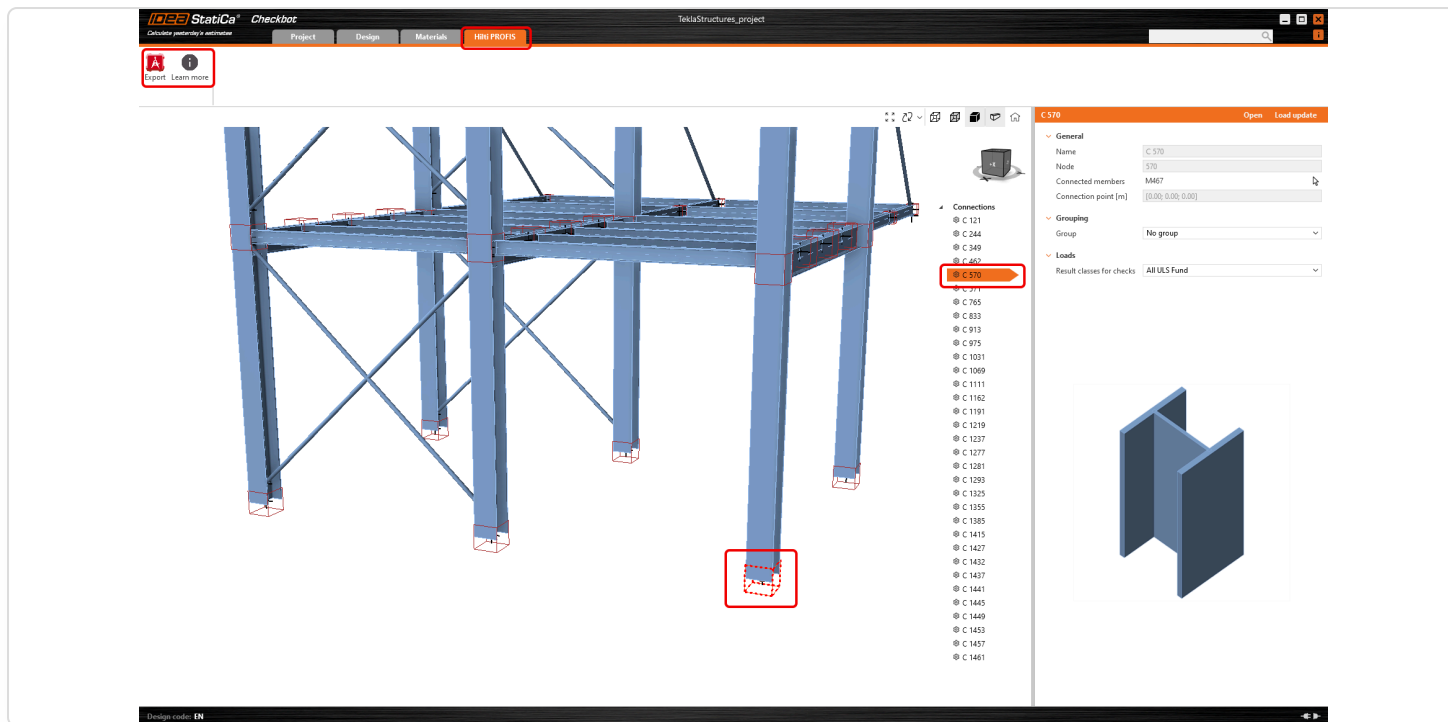 IDEA StatiCa® Checkbot
TeklaStructures_project
Calculate yesterday's estimates
Project Design Materials Hilti PROFIS
Export Learn more
C 570 Open Load update
General
Name C 570
Node 570
Connected members M467
Connection point [m] [0.00; 0.00; 0.00]
Grouping
Group No group
Loads
Result classes for checks All ULS Fund
Connections
C 121
C 244
C 349
C 462
C 570
C 571
C 765
C 833
C 913
C 975
C 1031
C 1069
C 1111
C 1162
C 1191
C 1219
C 1237
C 1277
C 1281
C 1293
C 1325
C 1355
C 1385
C 1415
C 1427
C 1432
C 1437
C 1441
C 1445
C 1449
C 1453
C 1457
C 1461
Design code: EN